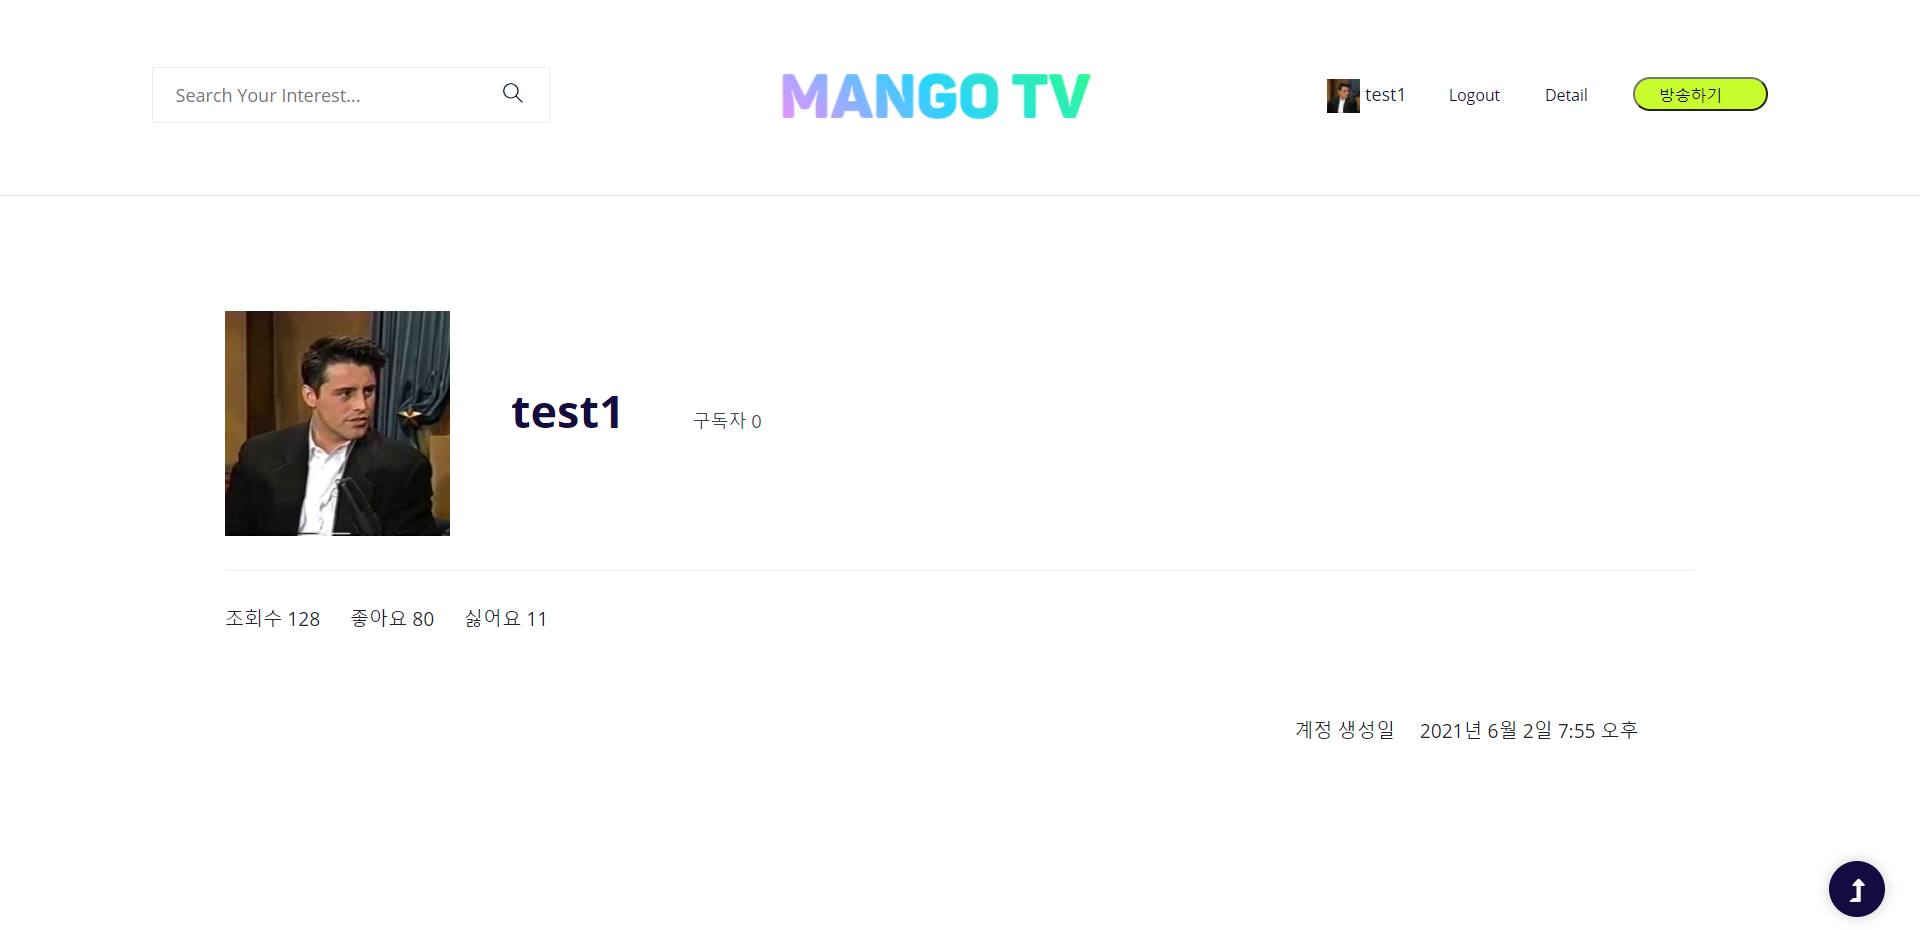 Search Your Interest...
MANGO TV
test1
Logout
Detail
방송하기
test1
구독자 0
조회수 128 좋아요 80 싫어요 11
계정 생성일 2021년 6월 2일 7:55 오후